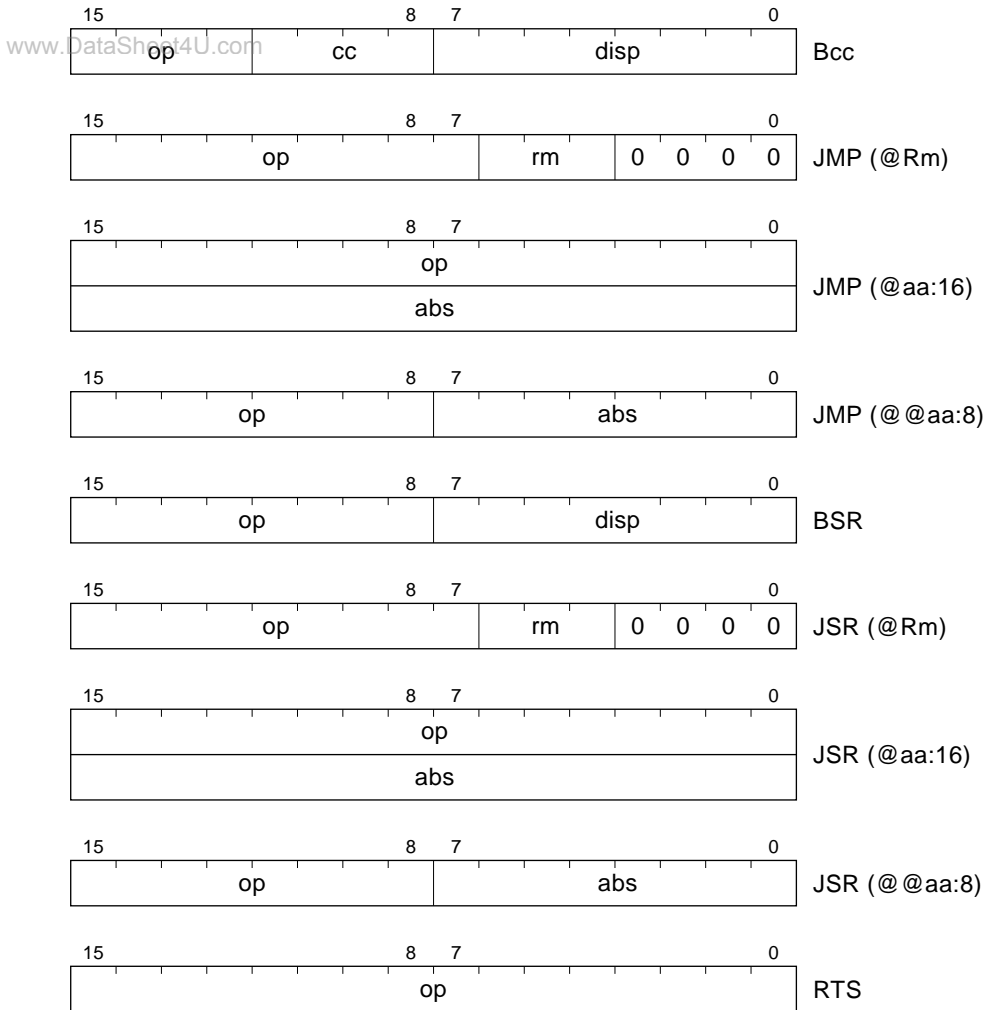 15 8 7 0
www.DataSheet4U.com
op cc disp Bcc
15 8 7 0
op rm 0 0 0 0 JMP (@Rm)
15 8 7 0
op
JMP (@aa:16)
abs
15 8 7 0
op abs JMP (@@aa:8)
15 8 7 0
op disp BSR
15 8 7 0
op rm 0 0 0 0 JSR (@Rm)
15 8 7 0
op
JSR (@aa:16)
abs
15 8 7 0
op abs JSR (@@aa:8)
15 8 7 0
op RTS